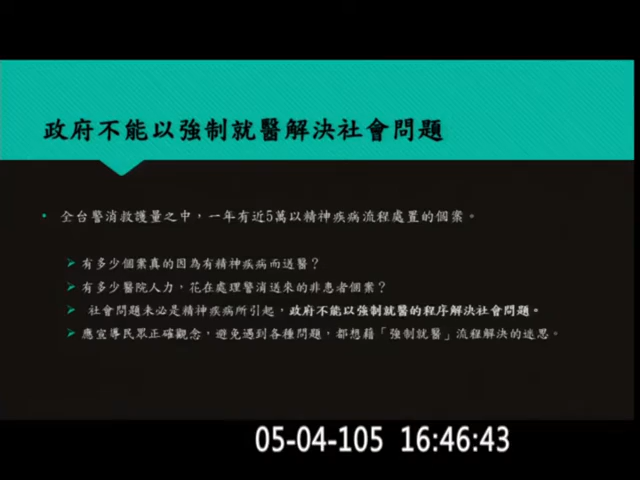 政府不能以強制就醫解決社會問題
• 全台警消救護量之中，一年有近5萬以精神疾病流程處置的個案。
➢ 有多少個案真的因為有精神疾病而送醫？
➢ 有多少醫院人力，花在處理警消送來的非患者個案？
➢ 社會問題未必是精神疾病所引起，政府不能以強制就醫的程序解決社會問題。
➢ 應宣導民眾正確觀念，避免遇到各種問題，都想藉「強制就醫」流程解決的迷思。
05-04-105 16:46:43